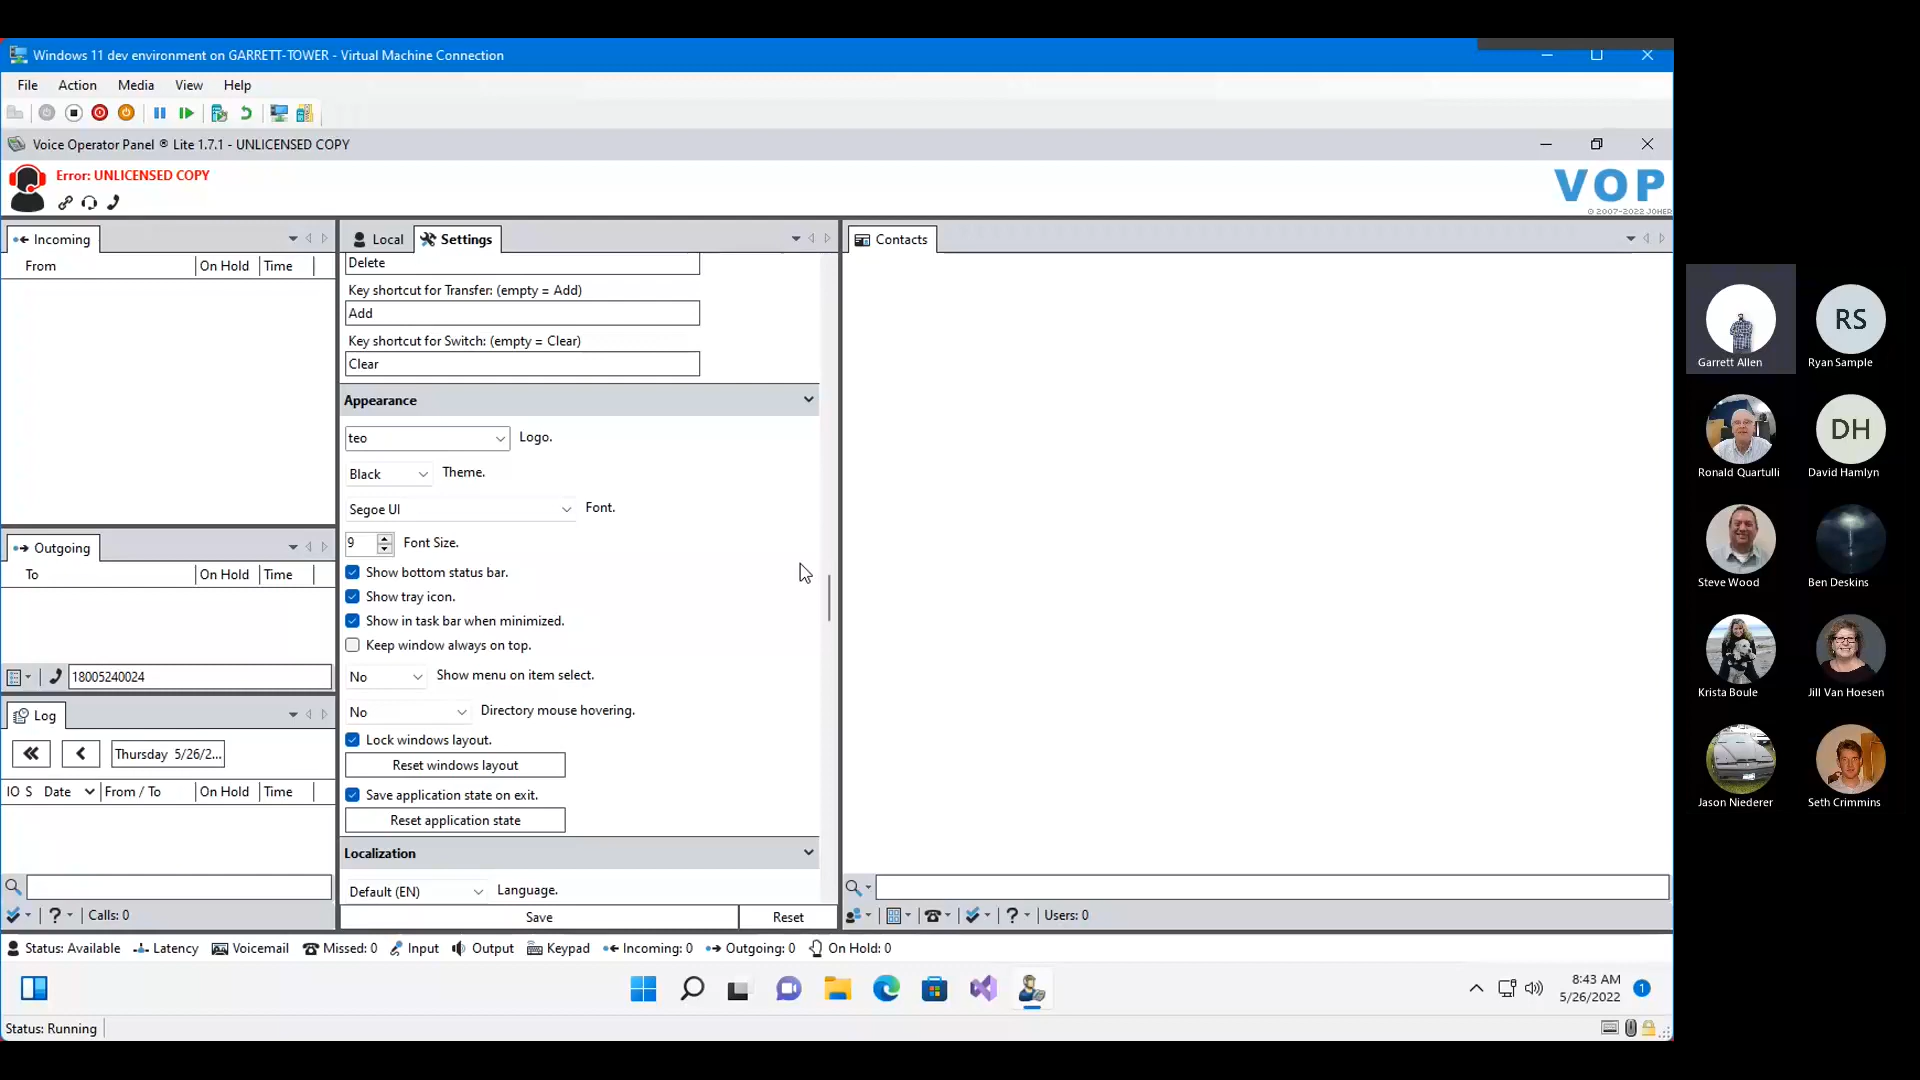 Windows 11 dev environment on GARRETT-TOWER - Virtual Machine Connection
File Action Media View Help
Voice Operator Panel ® Lite 1.7.1 - UNLICENSED COPY
Error: UNLICENSED COPY
VOP
© 2007-2022 JOHER
Incoming
From On Hold Time
Outgoing
To On Hold Time
18005240024
Log
Thursday 5/26/2...
IO S Date From / To On Hold Time
? Calls: 0
Local Settings
Delete
Key shortcut for Transfer: (empty = Add)
Add
Key shortcut for Switch: (empty = Clear)
Clear
Appearance
teo Logo.
Black Theme.
Segoe UI Font.
9 Font Size.
Show bottom status bar.
Show tray icon.
Show in task bar when minimized.
Keep window always on top.
No Show menu on item select.
No Directory mouse hovering.
Lock windows layout.
Reset windows layout
Save application state on exit.
Reset application state
Localization
Default (EN) Language.
Save Reset
Contacts
? Users: 0
Status: Available Latency Voicemail Missed: 0 Input Output Keypad Incoming: 0 Outgoing: 0 On Hold: 0
8:43 AM
5/26/2022
1
Status: Running
Garrett Allen
RS
Ryan Sample
Ronald Quartulli
DH
David Hamlyn
Steve Wood
Ben Deskins
Krista Boule
Jill Van Hoesen
Jason Niederer
Seth Crimmins